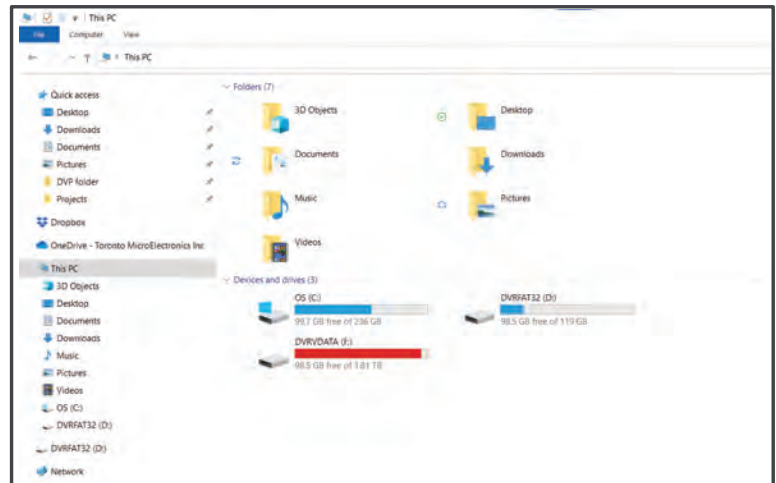 This PC
File Computer View
This PC
Quick access
Desktop
Downloads
Documents
Pictures
DVP folder
Projects
Dropbox
OneDrive - Toronto MicroElectronics Inc
This PC
3D Objects
Desktop
Documents
Downloads
Music
Pictures
Videos
OS (C:)
DVRFAT32 (D:)
DVRFAT32 (D:)
Network
Folders (7)
3D Objects
Desktop
Documents
Downloads
Music
Pictures
Videos
Devices and drives (3)
OS (C:)
99.7 GB free of 236 GB
DVRFAT32 (D:)
98.5 GB free of 119 GB
DVRVDATA (F:)
98.5 GB free of 1.81 TB